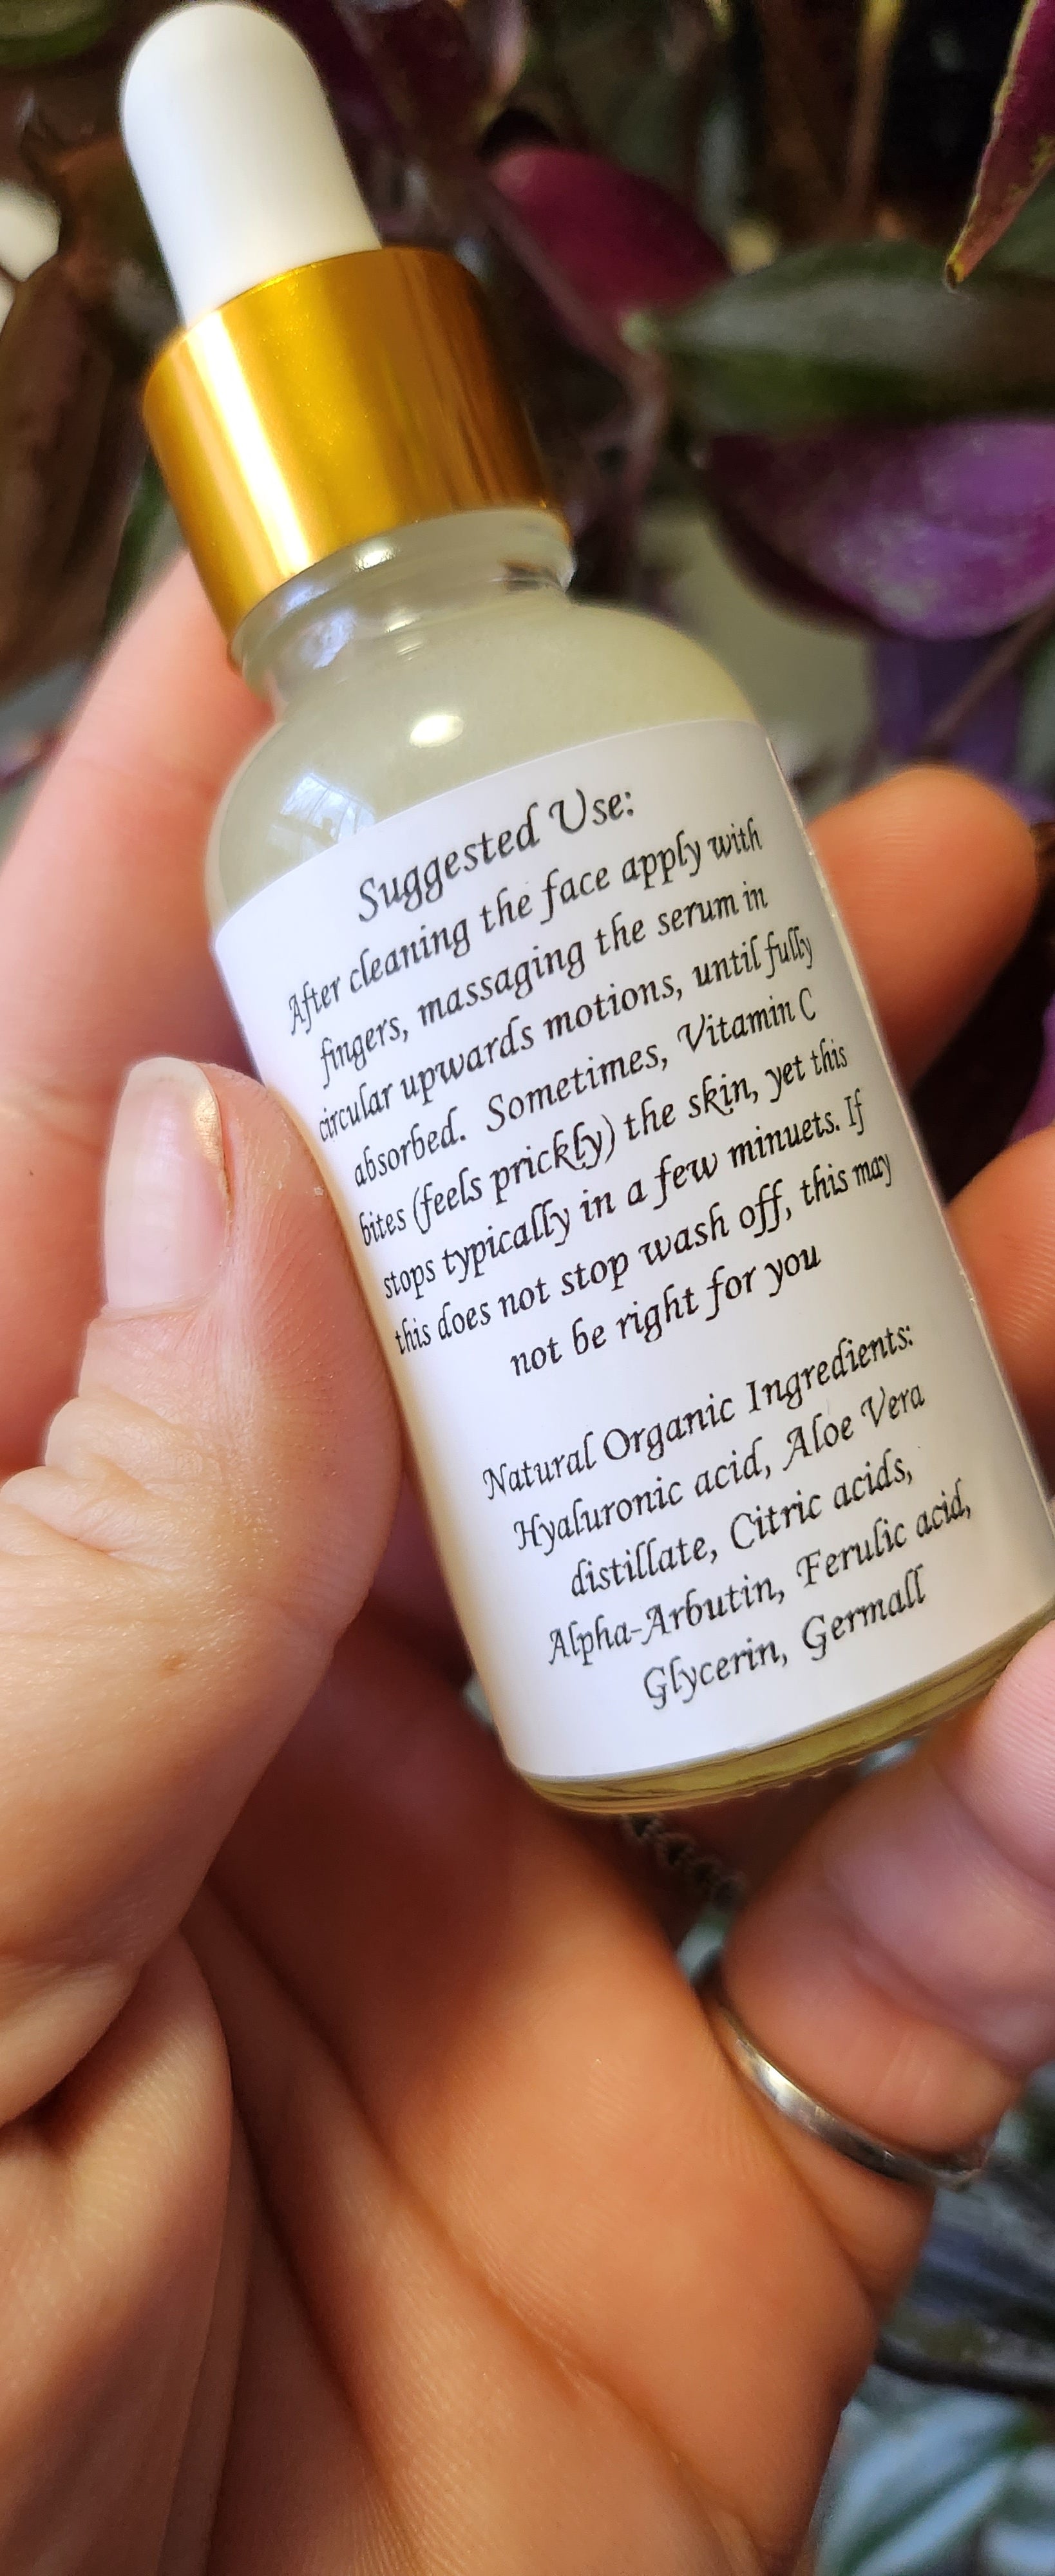 Suggested Use:
After cleaning the face apply with
fingers, massaging the serum in
circular upwards motions, until fully
absorbed. Sometimes, Vitamin C
bites (feels prickly) the skin, yet this
stops typically in a few minuets. If
this does not stop wash off, this may
not be right for you
Natural Organic Ingredients:
Hyaluronic acid, Aloe Vera
distillate, Citric acids,
Alpha-Arbutin, Ferulic acid,
Glycerin, Germall